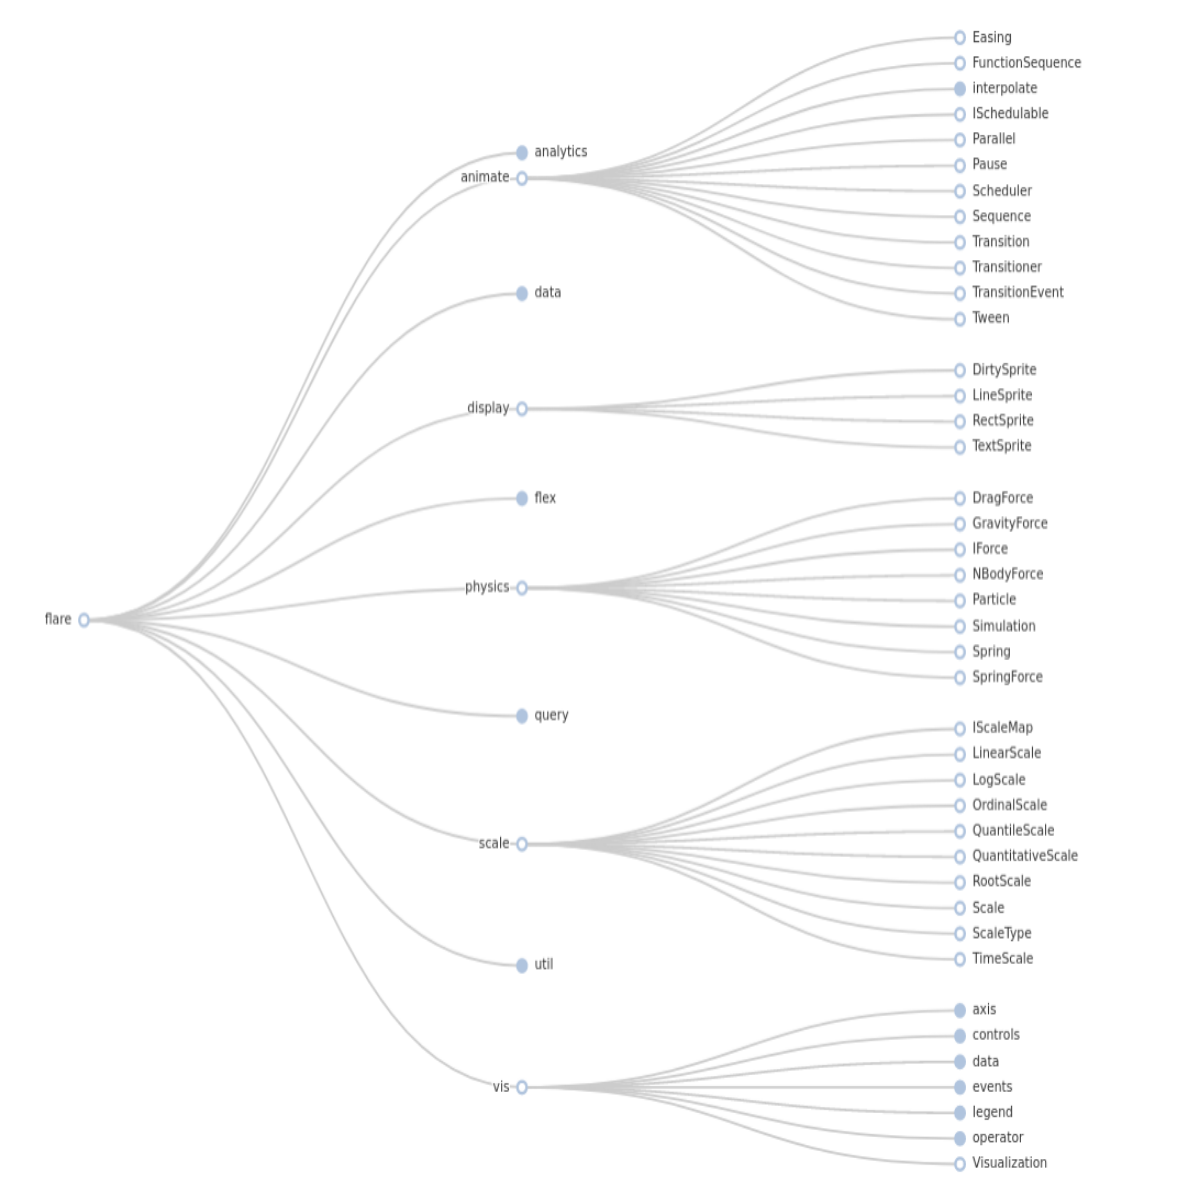 flare
analytics
animate
Easing
FunctionSequence
interpolate
ISchedulable
Parallel
Pause
Scheduler
Sequence
Transition
Transitioner
TransitionEvent
Tween
data
display
DirtySprite
LineSprite
RectSprite
TextSprite
flex
physics
DragForce
GravityForce
IForce
NBodyForce
Particle
Simulation
Spring
SpringForce
query
scale
IScaleMap
LinearScale
LogScale
OrdinalScale
QuantileScale
QuantitativeScale
RootScale
Scale
ScaleType
TimeScale
util
vis
axis
controls
data
events
legend
operator
Visualization